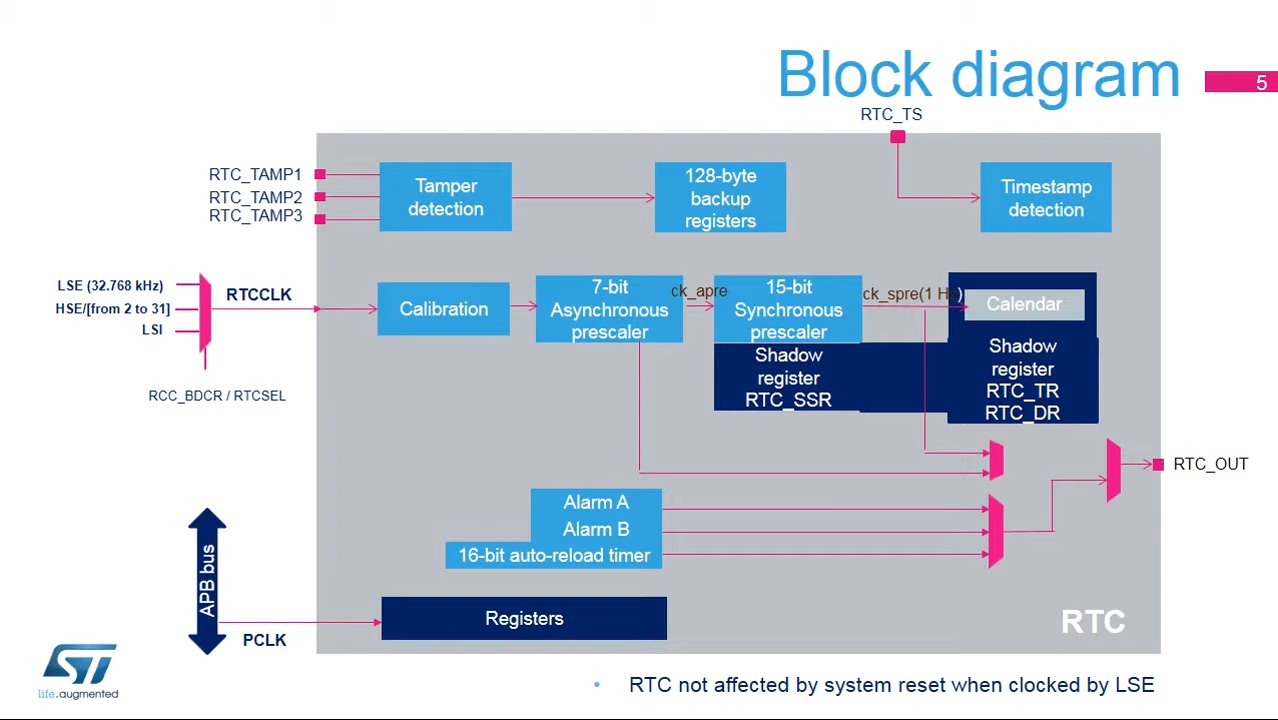 Block diagram
5
RTC_TS
RTC_TAMP1
RTC_TAMP2
RTC_TAMP3
Tamper
detection
128-byte
backup
registers
Timestamp
detection
LSE (32.768 kHz)
HSE/[from 2 to 31]
LSI
RTCCLK
RCC_BDCR / RTCSEL
Calibration
7-bit
Asynchronous
prescaler
ck_apre
15-bit
Synchronous
prescaler
ck_spre(1 Hz)
Calendar
Shadow
register
RTC_SSR
Shadow
register
RTC_TR
RTC_DR
RTC_OUT
Alarm A
Alarm B
16-bit auto-reload timer
APB bus
PCLK
Registers
RTC
ST
life.augmented
• RTC not affected by system reset when clocked by LSE